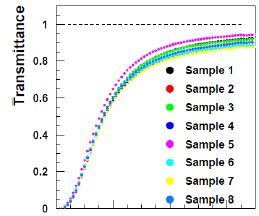 Transmittance
1
0.8
0.6
0.4
0.2
0
Sample 1
Sample 2
Sample 3
Sample 4
Sample 5
Sample 6
Sample 7
Sample 8